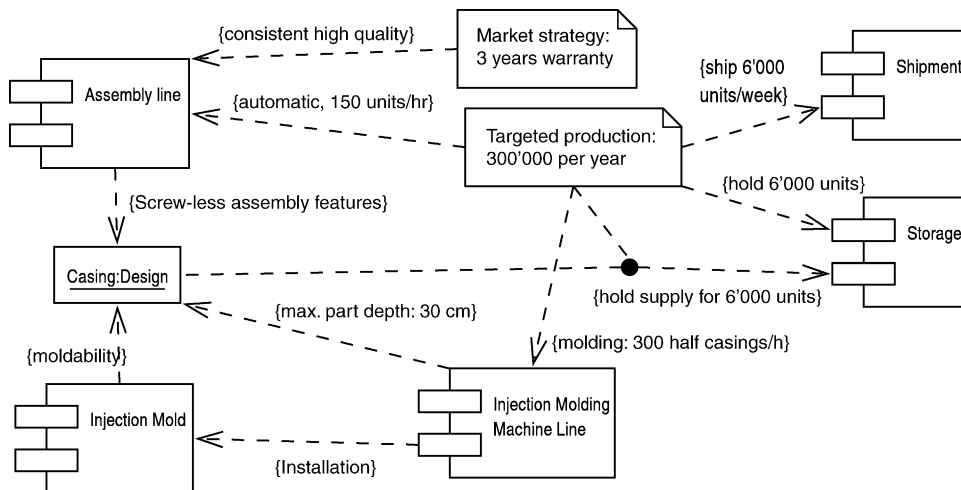 {consistent high quality}
Market strategy:
3 years warranty
{ship 6'000
units/week}
Shipment
Assembly line
{automatic, 150 units/hr}
Targeted production:
300'000 per year
{Screw-less assembly features}
{hold 6'000 units}
Storage
Casing:Design
{hold supply for 6'000 units}
{max. part depth: 30 cm}
{moldability}
{molding: 300 half casings/h}
Injection Mold
Injection Molding
Machine Line
{Installation}